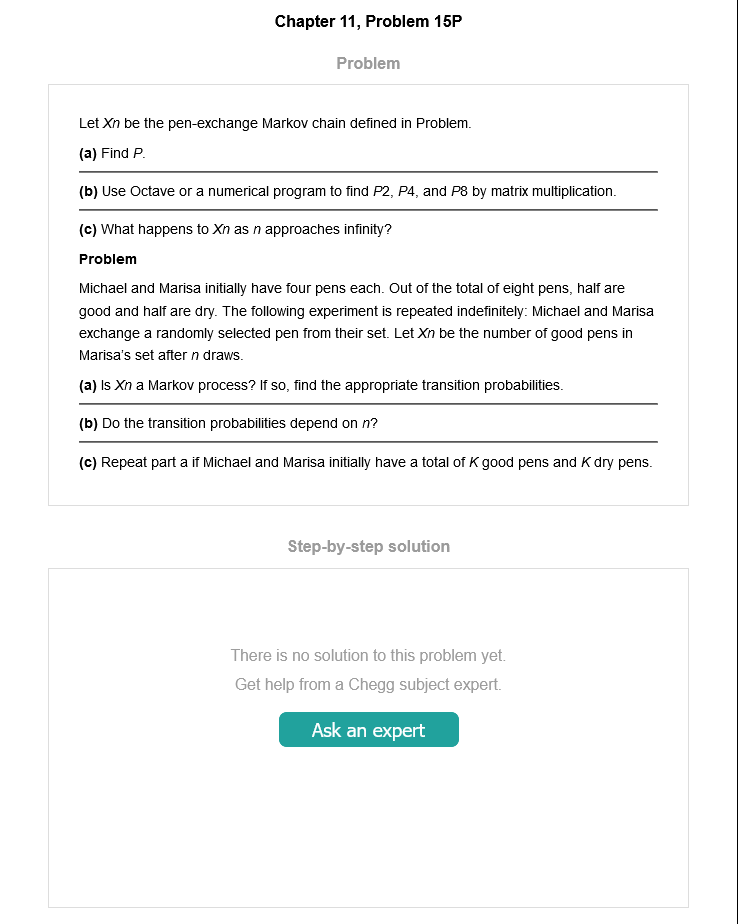 Chapter 11, Problem 15P
Problem
Let Xn be the pen-exchange Markov chain defined in Problem.
(a) Find P.
(b) Use Octave or a numerical program to find P2, P4, and P8 by matrix multiplication.
(c) What happens to Xn as n approaches infinity?
Problem
Michael and Marisa initially have four pens each. Out of the total of eight pens, half are
good and half are dry. The following experiment is repeated indefinitely: Michael and Marisa
exchange a randomly selected pen from their set. Let Xn be the number of good pens in
Marisa's set after n draws.
(a) Is Xn a Markov process? If so, find the appropriate transition probabilities.
(b) Do the transition probabilities depend on n?
(c) Repeat part a if Michael and Marisa initially have a total of K good pens and K dry pens.
Step-by-step solution
There is no solution to this problem yet.
Get help from a Chegg subject expert.
Ask an expert